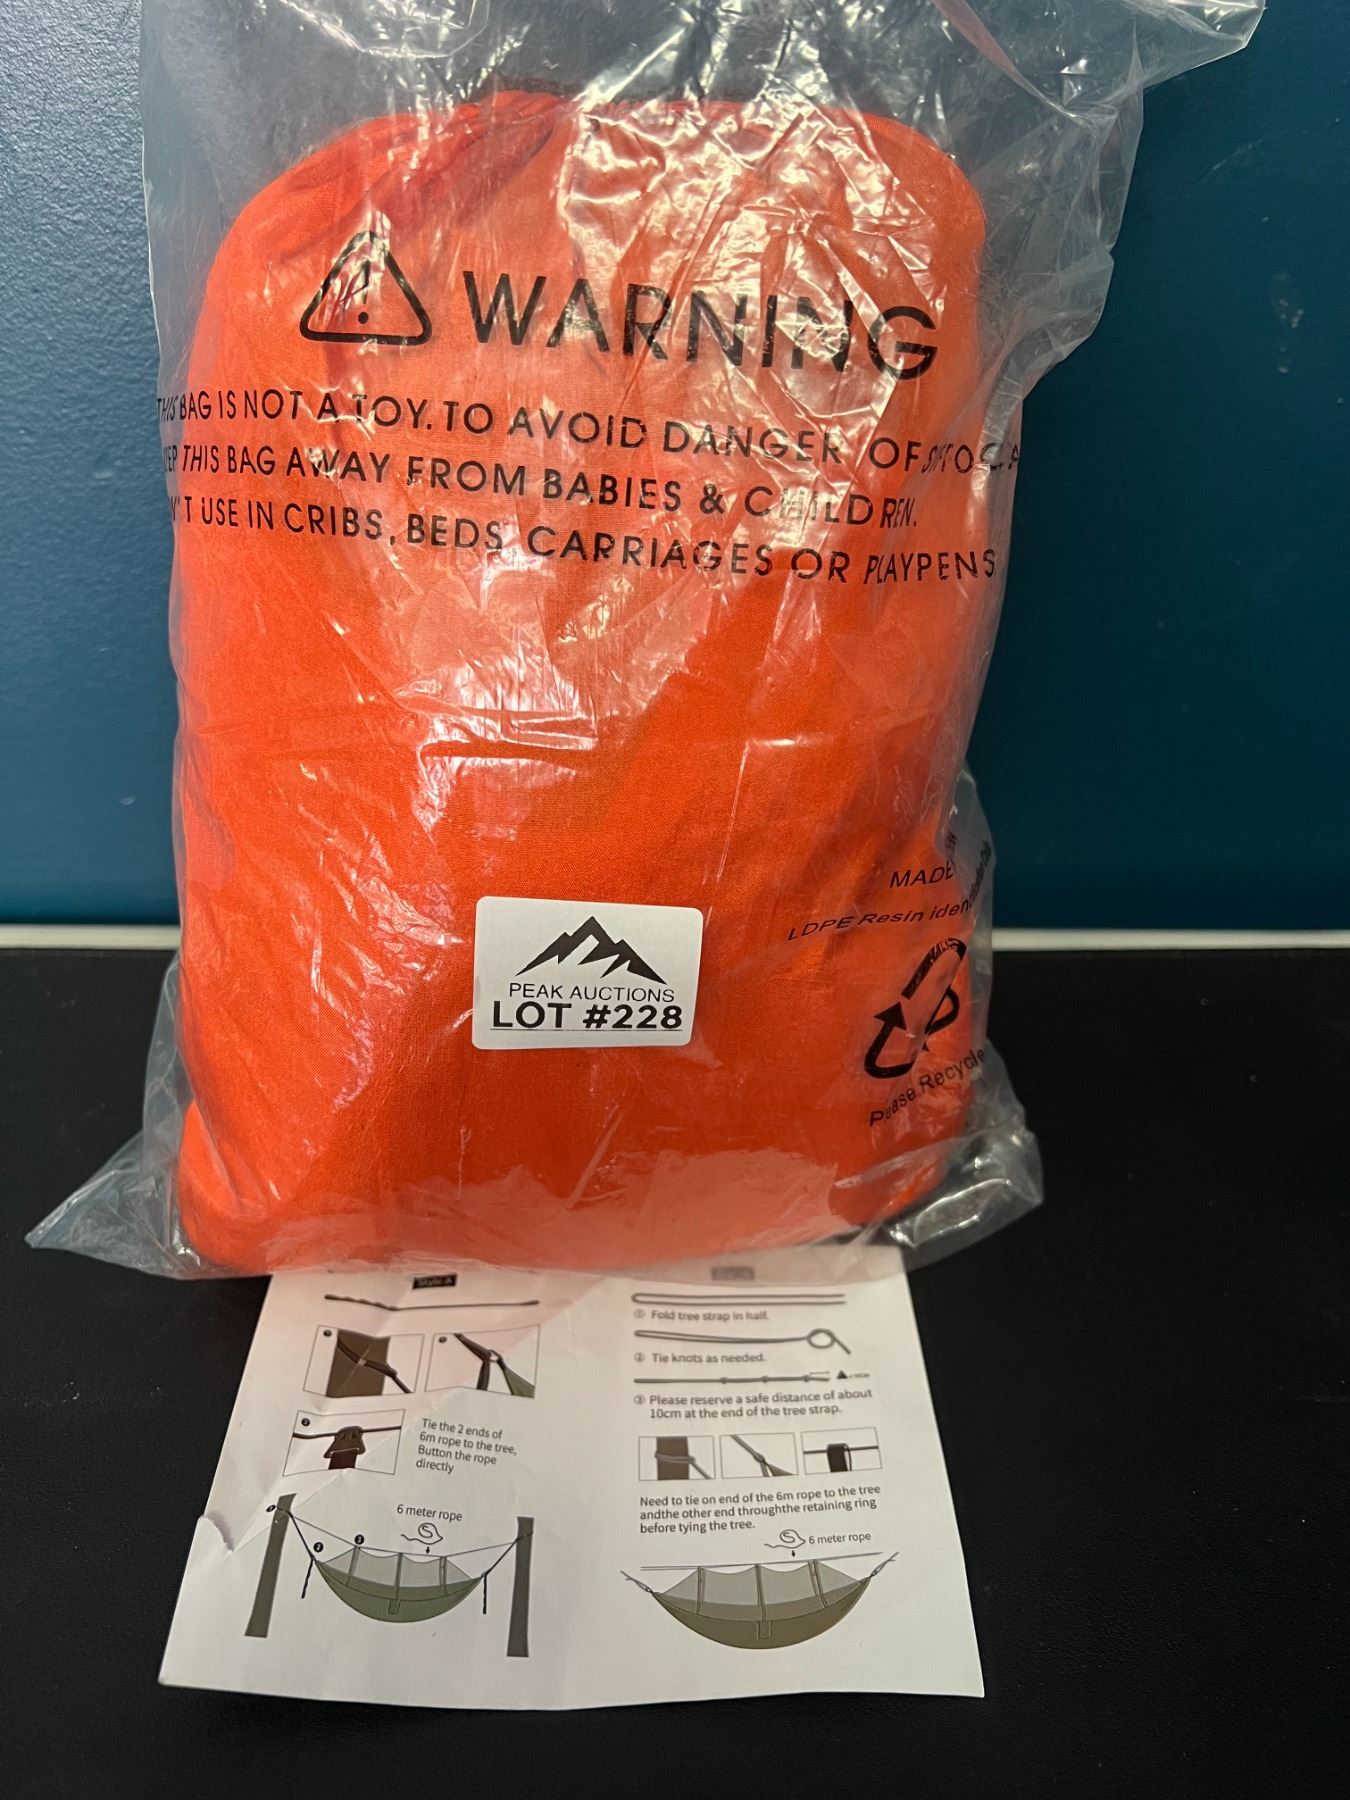 WARNING
THIS BAG IS NOT A TOY. TO AVOID DANGER OF
THIS BAG AWAY FROM BABIES & CHILDREN.
USE IN CRIBS, BEDS, CARRIAGES OR PLAYPENS
MADE
LDPE Resin
Please Recycle
PEAK AUCTIONS
LOT #228
Style A
Tie the 2 ends of
6m rope to the tree,
Button the rope
directly
6 meter rope
① Fold tree strap in half.
② Tie knots as needed.
③ Please reserve a safe distance of about
10cm at the end of the tree strap.
Need to tie on end of the 6m rope to the tree
andthe other end throughthe retaining ring
before tying the tree.
6 meter rope